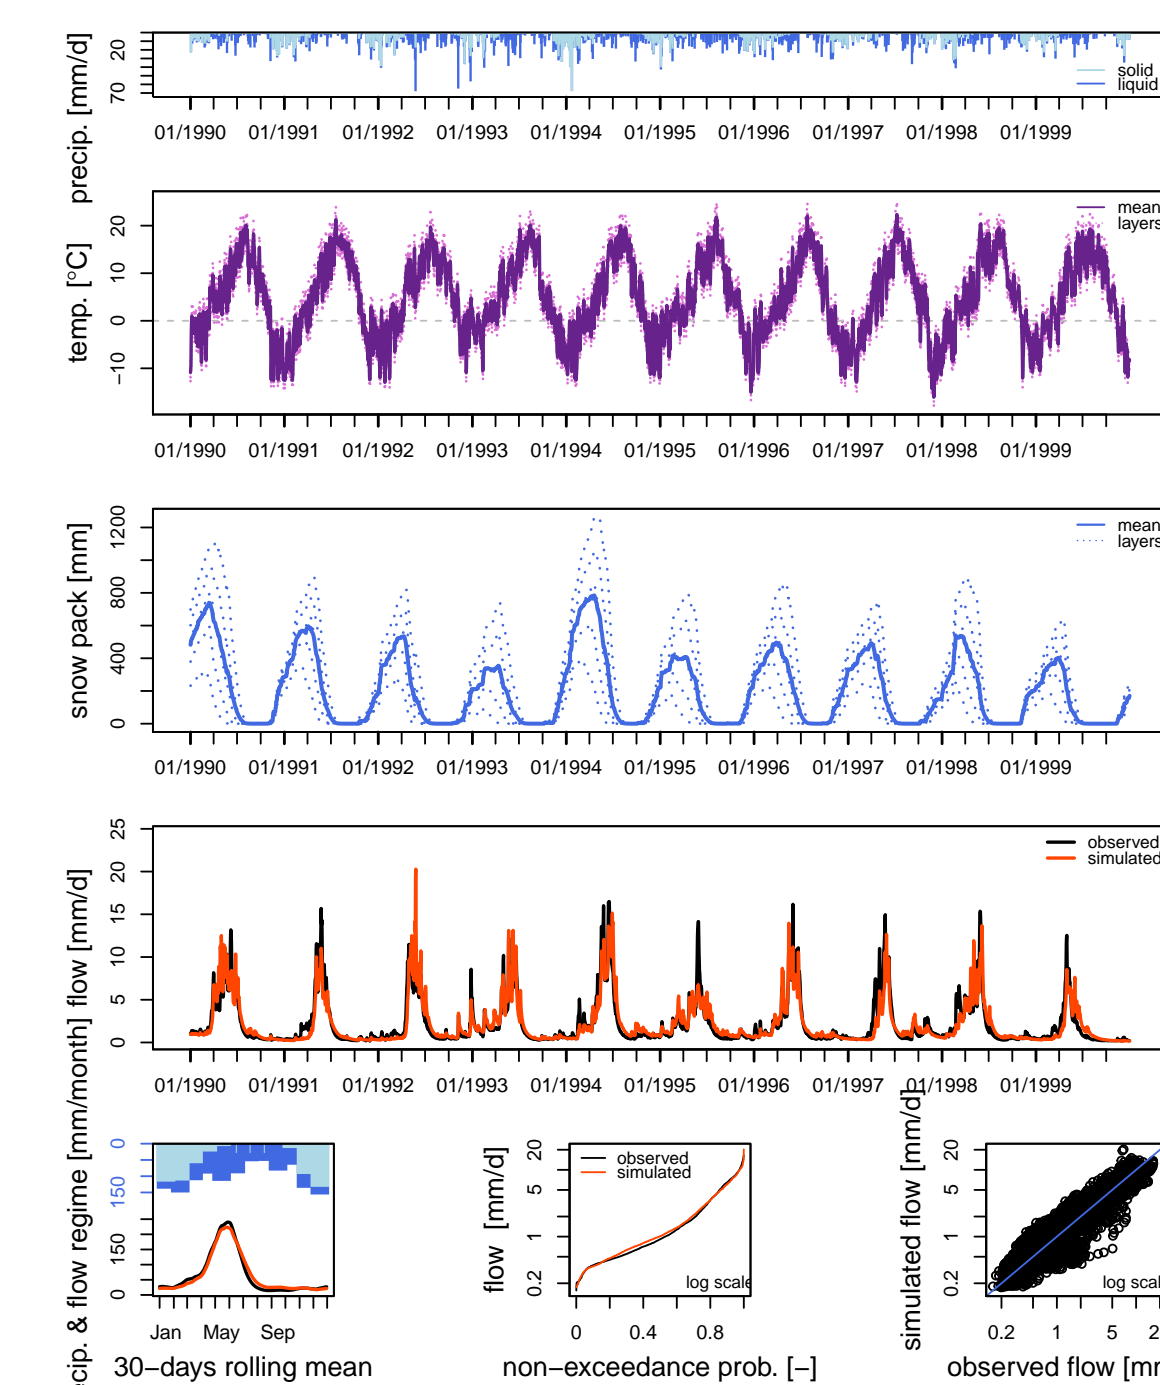 precip. [mm/d]
20
70
solid
liquid
01/1990 01/1991 01/1992 01/1993 01/1994 01/1995 01/1996 01/1997 01/1998 01/1999
temp. [°C]
20
10
0
−10
mean
layers
01/1990 01/1991 01/1992 01/1993 01/1994 01/1995 01/1996 01/1997 01/1998 01/1999
snow pack [mm]
1200
800
400
0
mean
layers
01/1990 01/1991 01/1992 01/1993 01/1994 01/1995 01/1996 01/1997 01/1998 01/1999
flow [mm/d]
25
20
15
10
5
0
observed
simulated
01/1990 01/1991 01/1992 01/1993 01/1994 01/1995 01/1996 01/1997 01/1998 01/1999
cip. & flow regime [mm/month]
0
150
150
0
Jan May Sep
30−days rolling mean
flow [mm/d]
20
5
1
0.2
observed
simulated
log scale
0 0.4 0.8
non−exceedance prob. [−]
simulated flow [mm/d]
20
5
1
0.2
log scal
0.2 1 5 2
observed flow [m